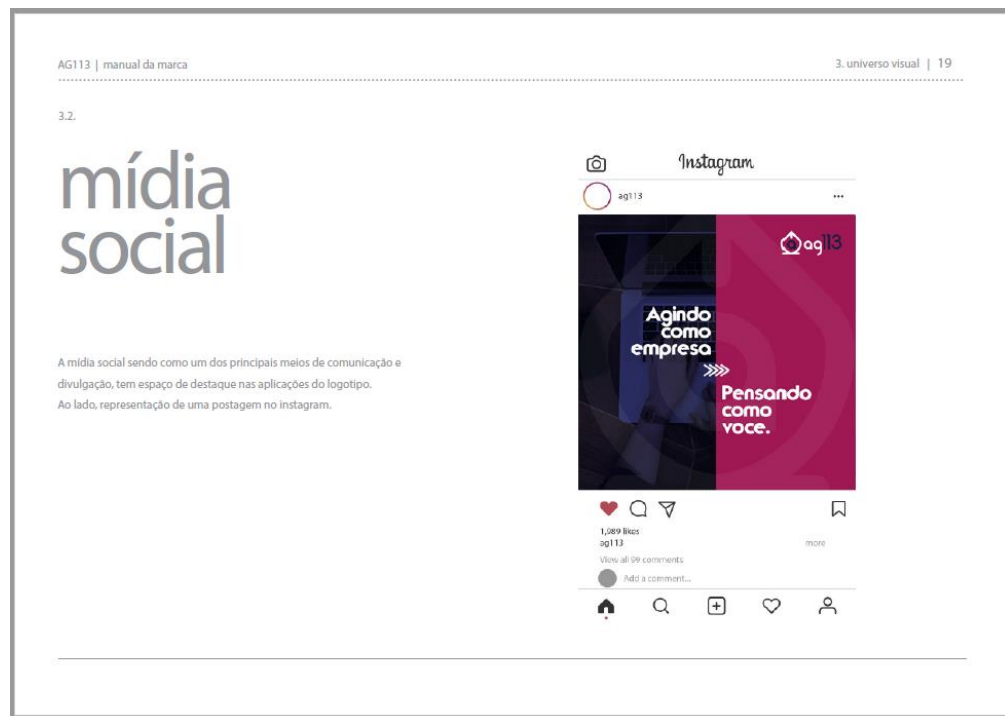 AG113 | manual da marca
3. universo visual | 19
3.2.
mídia
social
A mídia social sendo como um dos principais meios de comunicação e
divulgação, tem espaço de destaque nas aplicações do logotipo.
Ao lado, representação de uma postagem no instagram.
Instagram
ag113
ag113
Agindo
como
empresa
Pensando
como
voce.
1,989 likes
ag113
more
View all 99 comments
Add a comment...